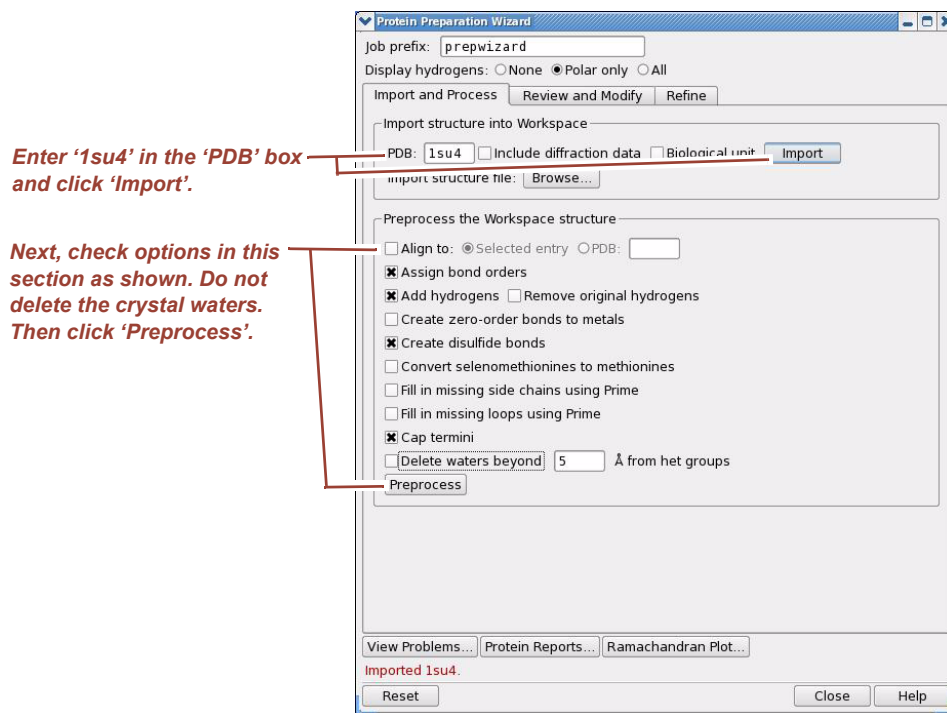 Protein Preparation Wizard
Job prefix: prepwizard
Display hydrogens: None Polar only All
Import and Process Review and Modify Refine
Import structure into Workspace
Enter ‘1su4’ in the ‘PDB’ box
and click ‘Import’.
PDB: 1su4 Include diffraction data Biological unit Import
Import structure file: Browse...
Preprocess the Workspace structure
Next, check options in this
section as shown. Do not
delete the crystal waters.
Then click ‘Preprocess’.
Align to: Selected entry PDB:
Assign bond orders
Add hydrogens Remove original hydrogens
Create zero-order bonds to metals
Create disulfide bonds
Convert selenomethionines to methionines
Fill in missing side chains using Prime
Fill in missing loops using Prime
Cap termini
Delete waters beyond 5 Å from het groups
Preprocess
View Problems... Protein Reports... Ramachandran Plot...
Imported 1su4.
Reset Close Help